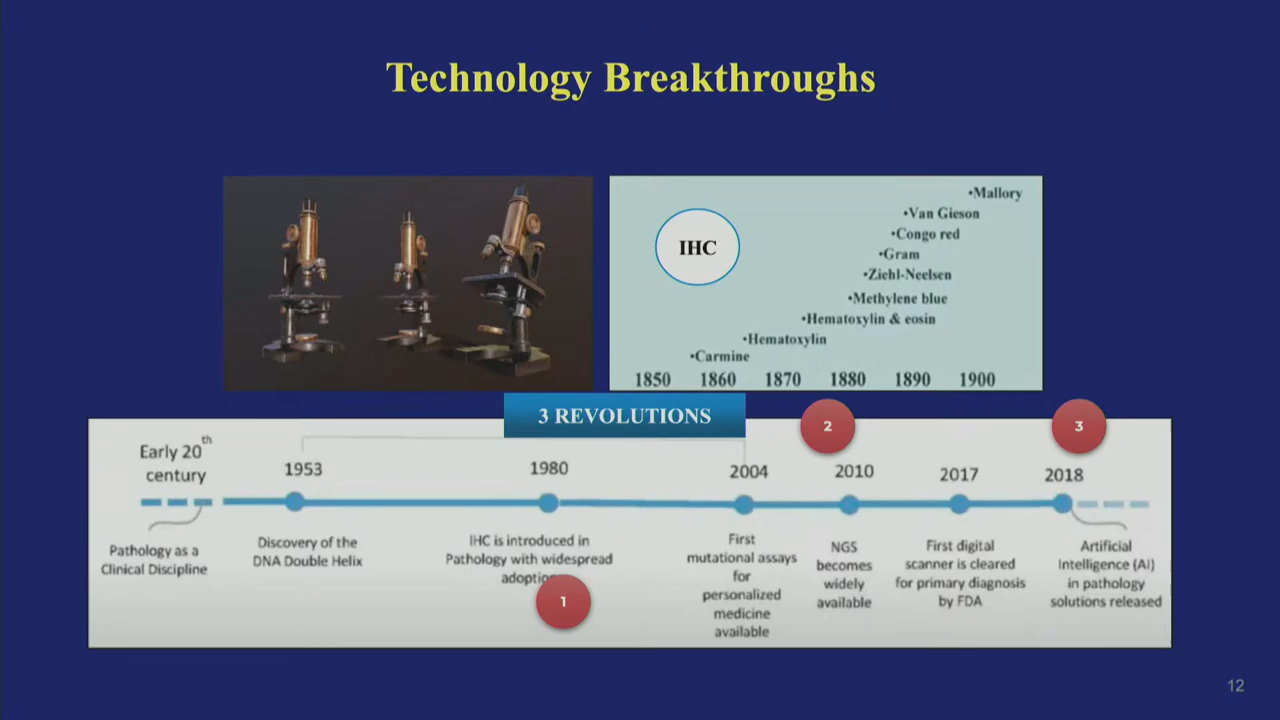 Technology Breakthroughs
IHC
•Mallory
•Van Gieson
•Congo red
•Gram
•Ziehl-Neelsen
•Methylene blue
•Hematoxylin & eosin
•Hematoxylin
•Carmine
1850 1860 1870 1880 1890 1900
3 REVOLUTIONS
2
3
Early 20th
century
1953
1980
2004
2010
2017
2018
Pathology as a
Clinical Discipline
Discovery of the
DNA Double Helix
IHC is introduced in
Pathology with widespread
1
First
mutational assays
for
personalized
medicine
available
NGS
becomes
widely
available
First digital
scanner is cleared
for primary diagnosis
by FDA
Artificial
Intelligence (AI)
in pathology
solutions released
12